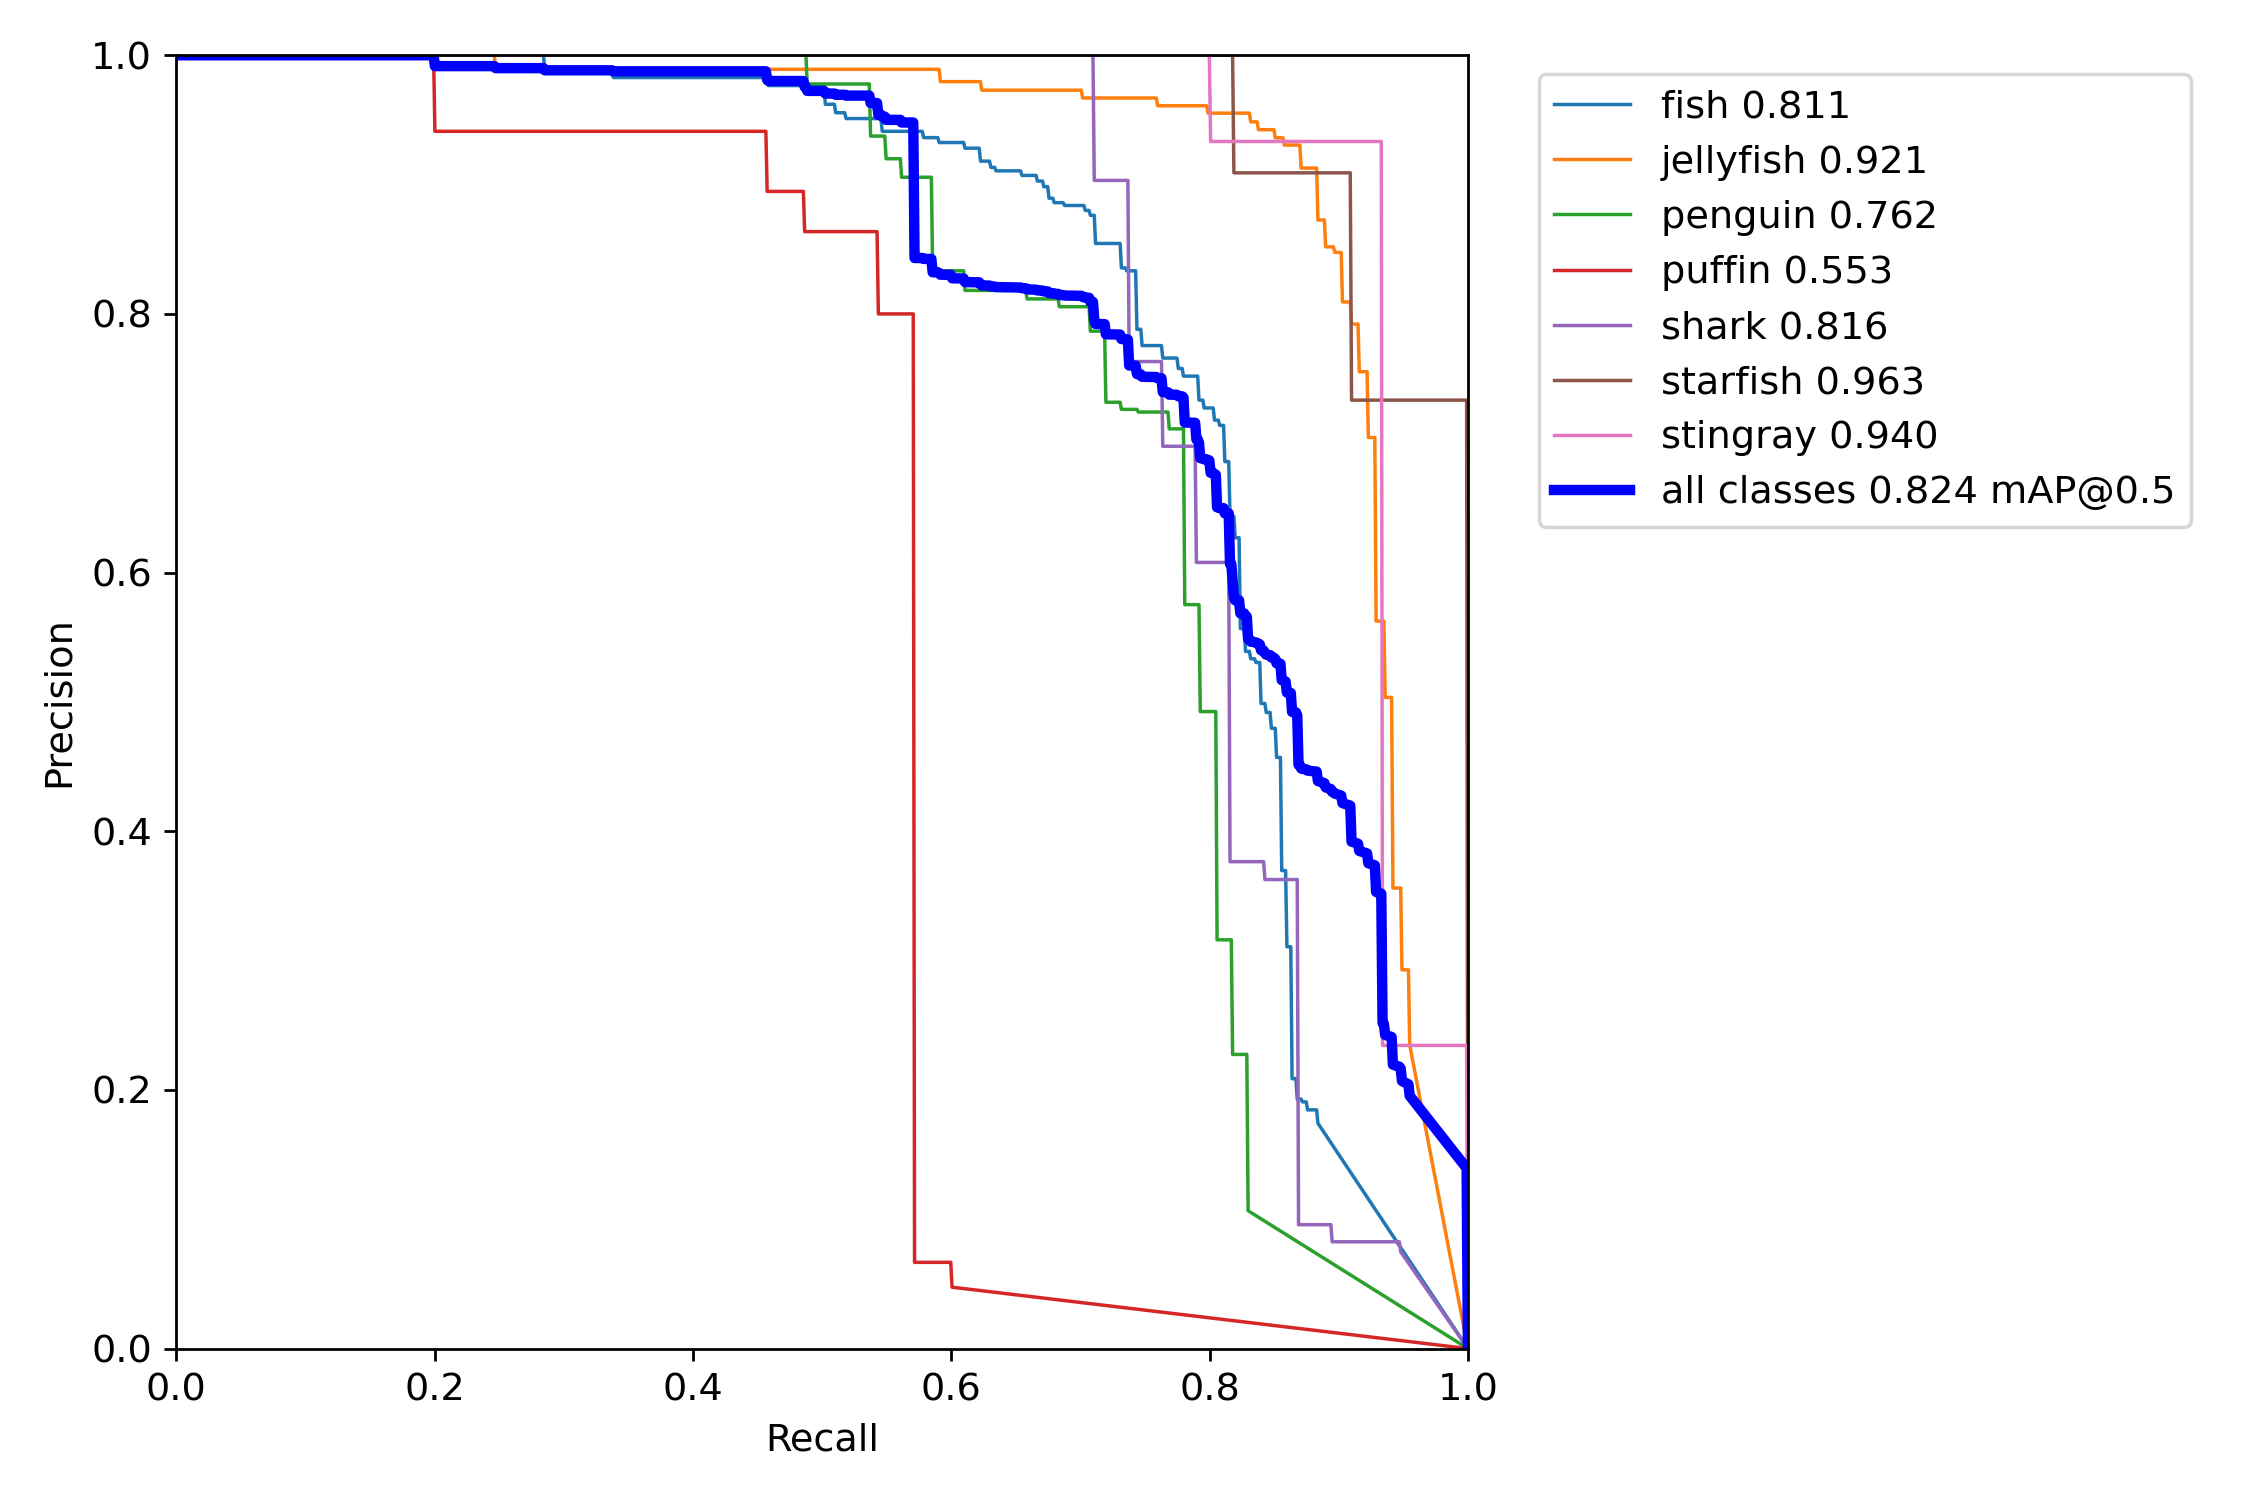 1.0
0.8
0.6
0.4
0.2
0.0
Precision
0.0 0.2 0.4 0.6 0.8 1.0
Recall
fish 0.811
jellyfish 0.921
penguin 0.762
puffin 0.553
shark 0.816
starfish 0.963
stingray 0.940
all classes 0.824 mAP@0.5